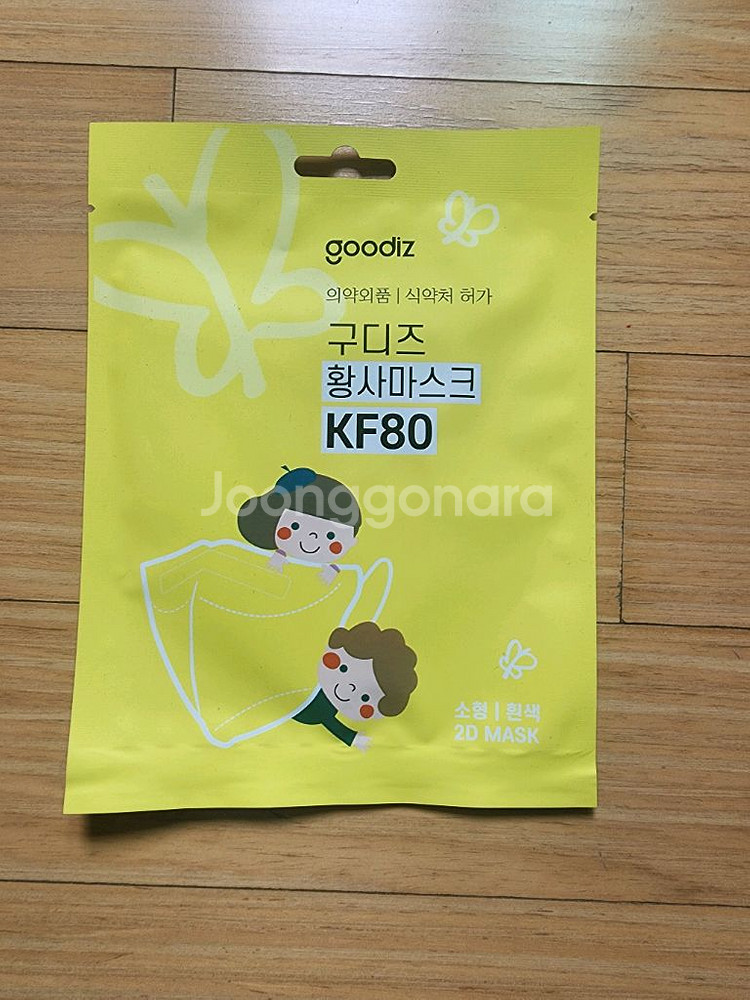 goodiz
의약외품 | 식약처 허가
구디즈
황사마스크
KF80
Joonggonara
소형 | 흰색
2D MASK